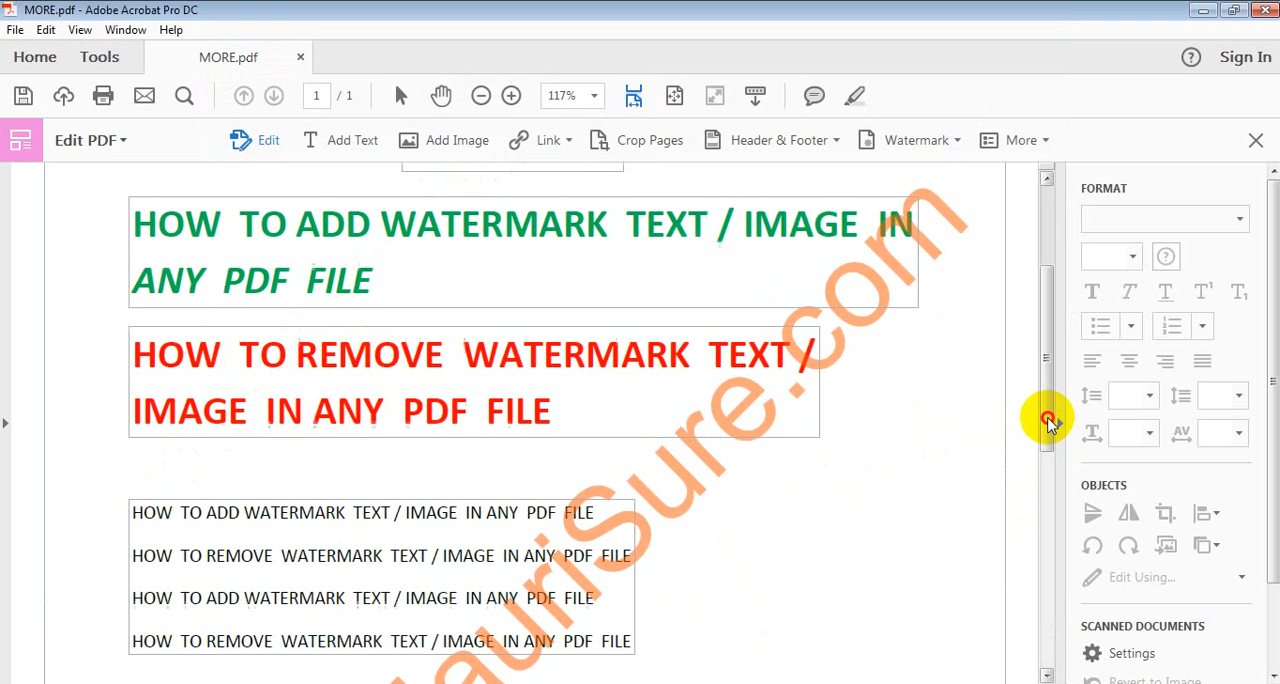 MORE.pdf - Adobe Acrobat Pro DC
File Edit View Window Help
Home Tools MORE.pdf × Sign In
1 / 1 117%
Edit PDF Edit Add Text Add Image Link Crop Pages Header & Footer Watermark More
HOW TO ADD WATERMARK TEXT / IMAGE IN
ANY PDF FILE
HOW TO REMOVE WATERMARK TEXT /
IMAGE IN ANY PDF FILE
HOW TO ADD WATERMARK TEXT / IMAGE IN ANY PDF FILE
HOW TO REMOVE WATERMARK TEXT / IMAGE IN ANY PDF FILE
HOW TO ADD WATERMARK TEXT / IMAGE IN ANY PDF FILE
HOW TO REMOVE WATERMARK TEXT / IMAGE IN ANY PDF FILE
auriSure.com
FORMAT
OBJECTS
Edit Using...
SCANNED DOCUMENTS
Settings
Revert to Image